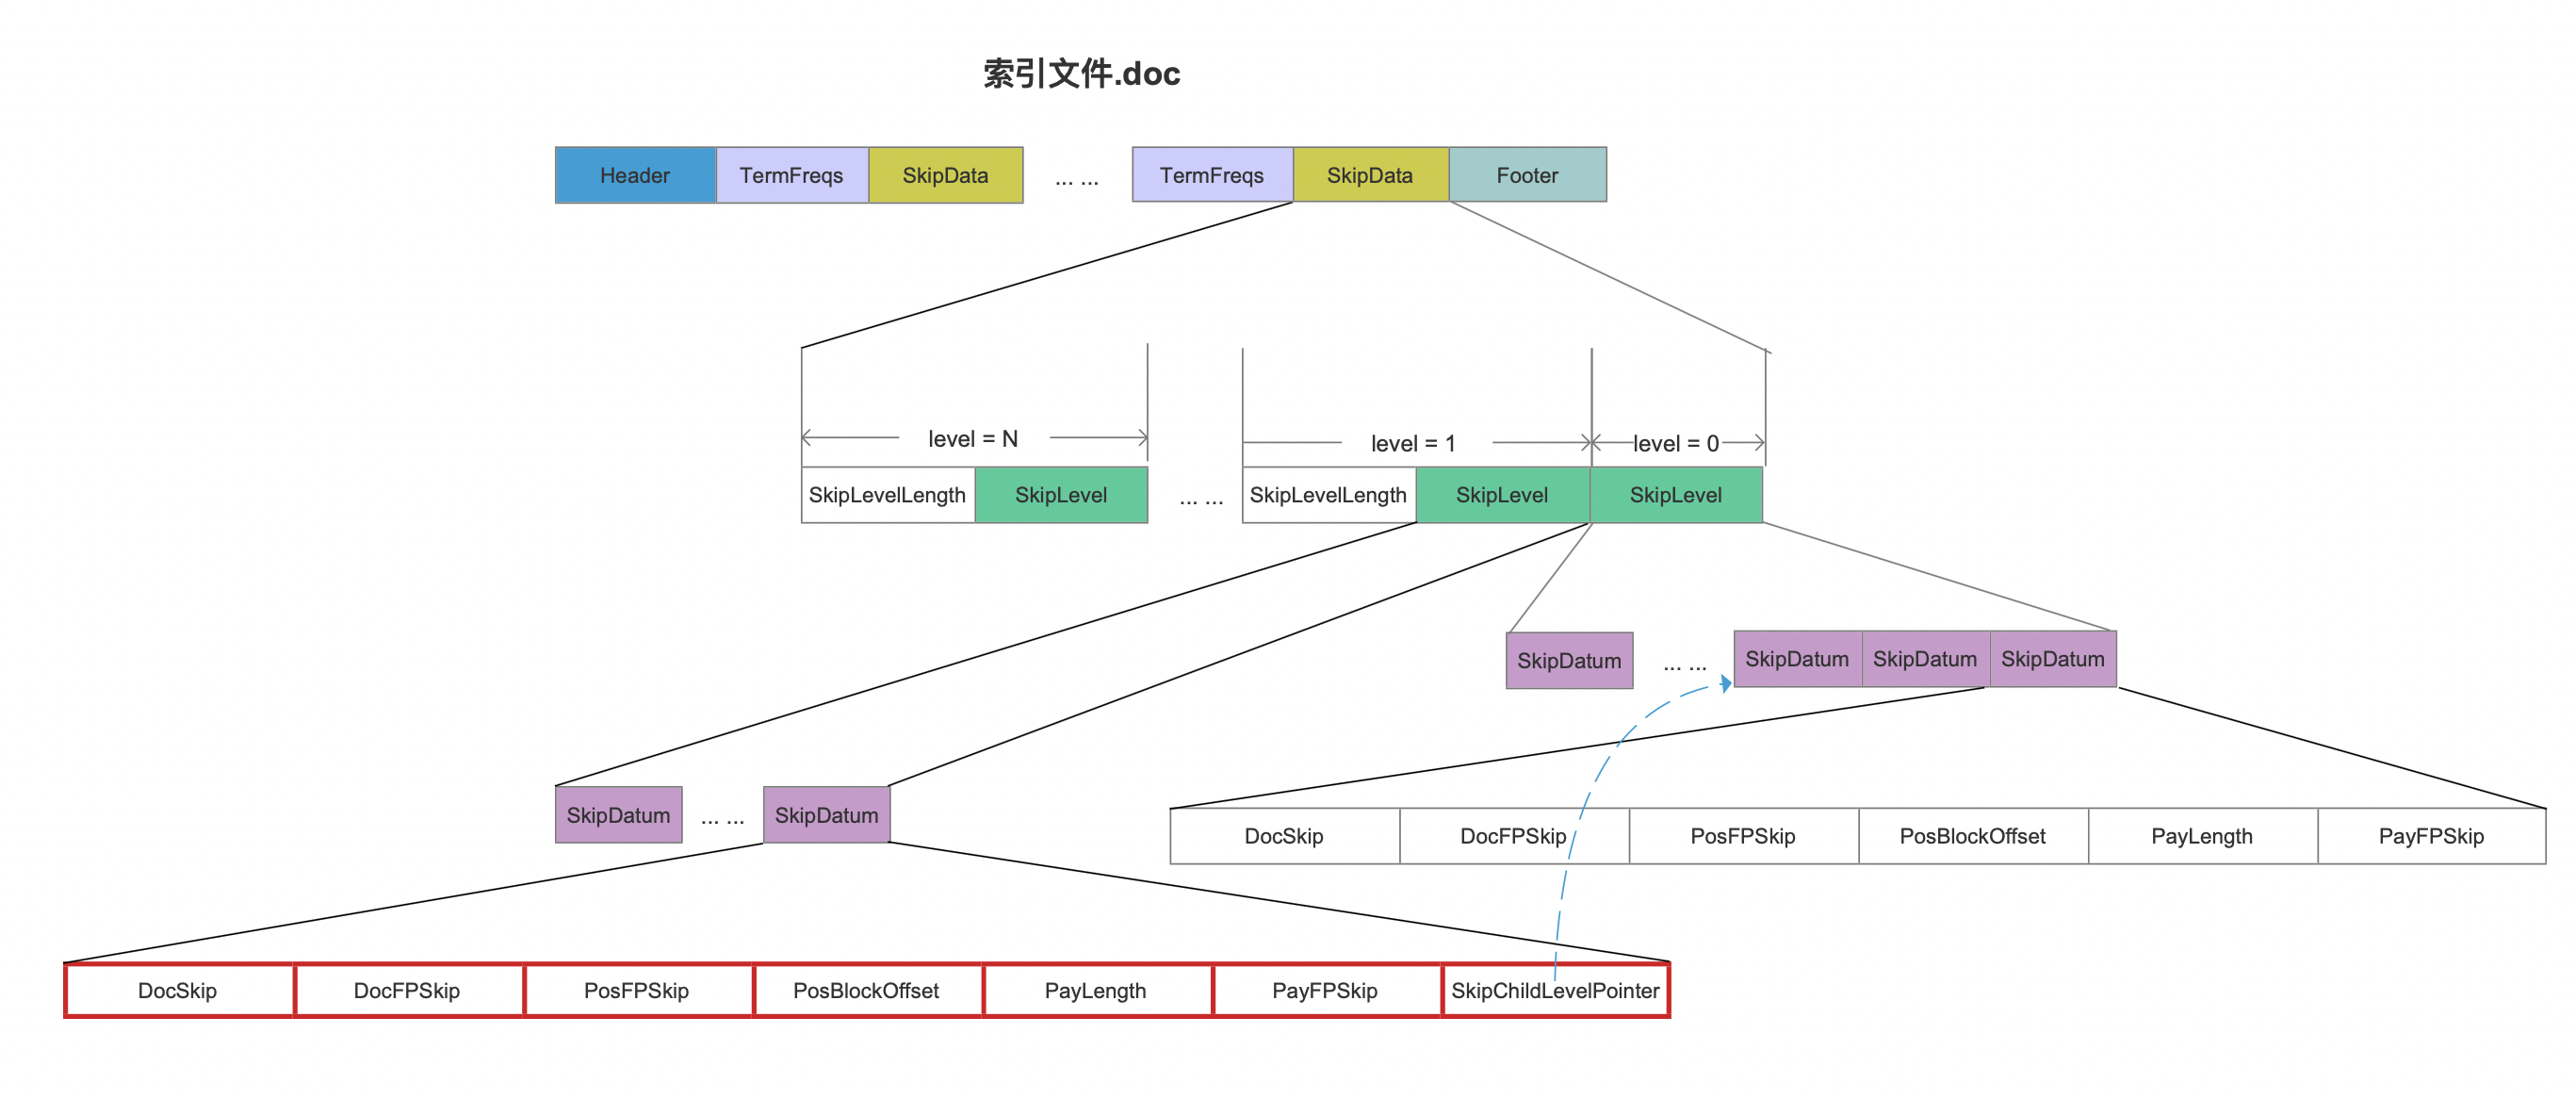 索引文件.doc
Header TermFreqs SkipData ... ... TermFreqs SkipData Footer
level = N level = 1 level = 0
SkipLevelLength SkipLevel ... ... SkipLevelLength SkipLevel SkipLevel
SkipDatum ... ... SkipDatum SkipDatum SkipDatum
SkipDatum ... ... SkipDatum
DocSkip DocFPSkip PosFPSkip PosBlockOffset PayLength PayFPSkip
DocSkip DocFPSkip PosFPSkip PosBlockOffset PayLength PayFPSkip SkipChildLevelPointer